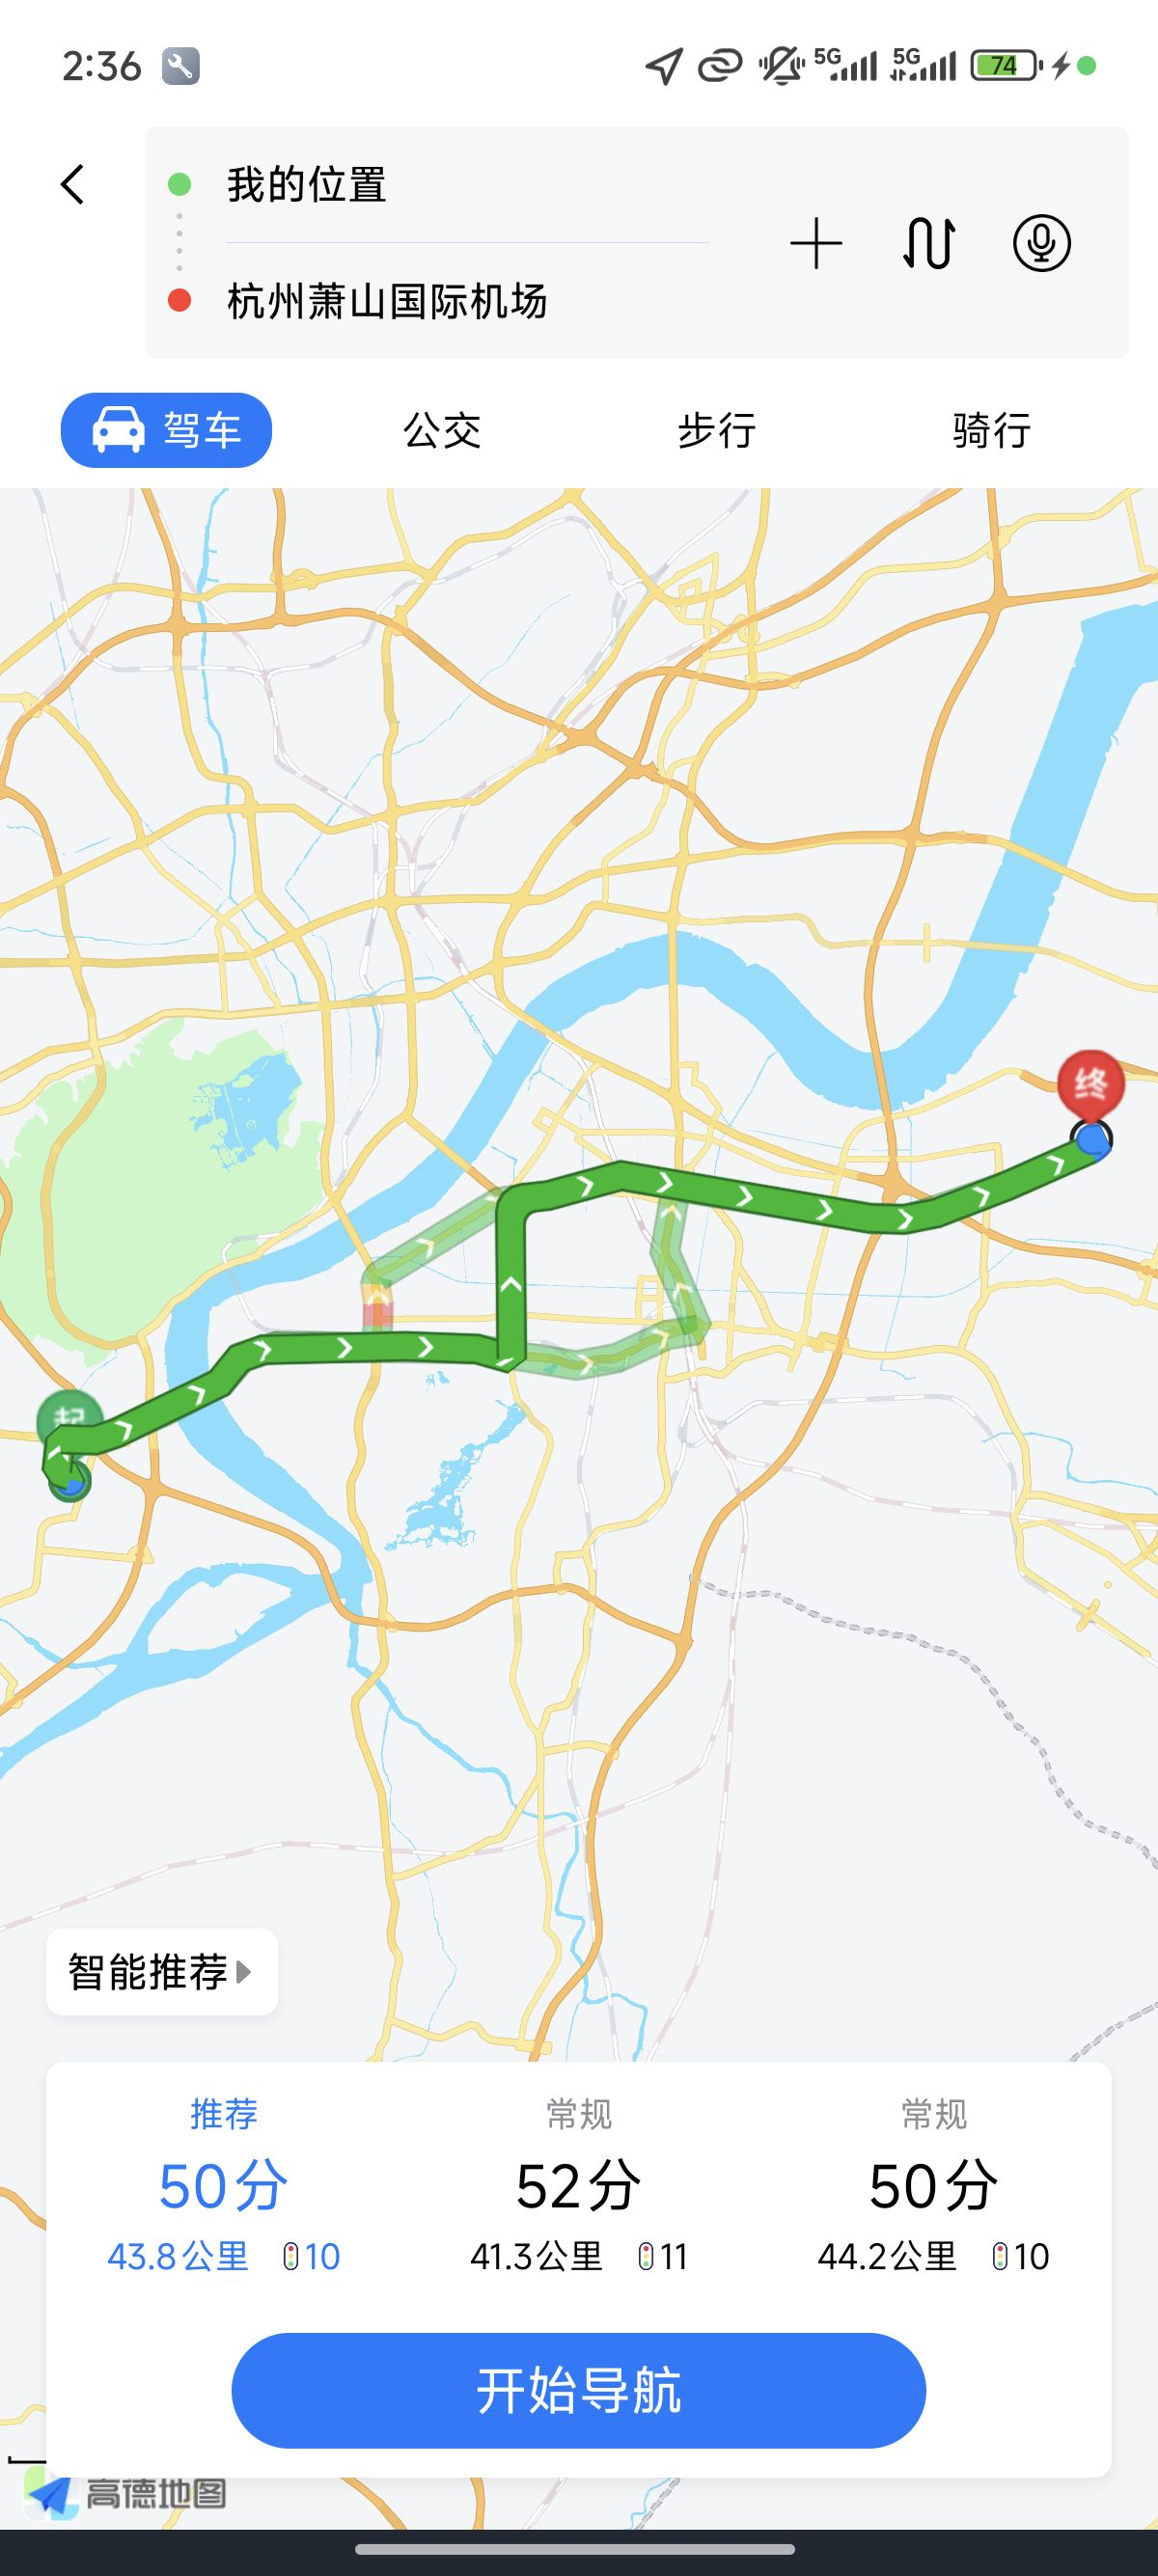 2:36
5G 5G 74
我的位置
杭州萧山国际机场
驾车 公交 步行 骑行
终
起
智能推荐
推荐 常规 常规
50分 52分 50分
43.8公里 10 41.3公里 11 44.2公里 10
开始导航
高德地图